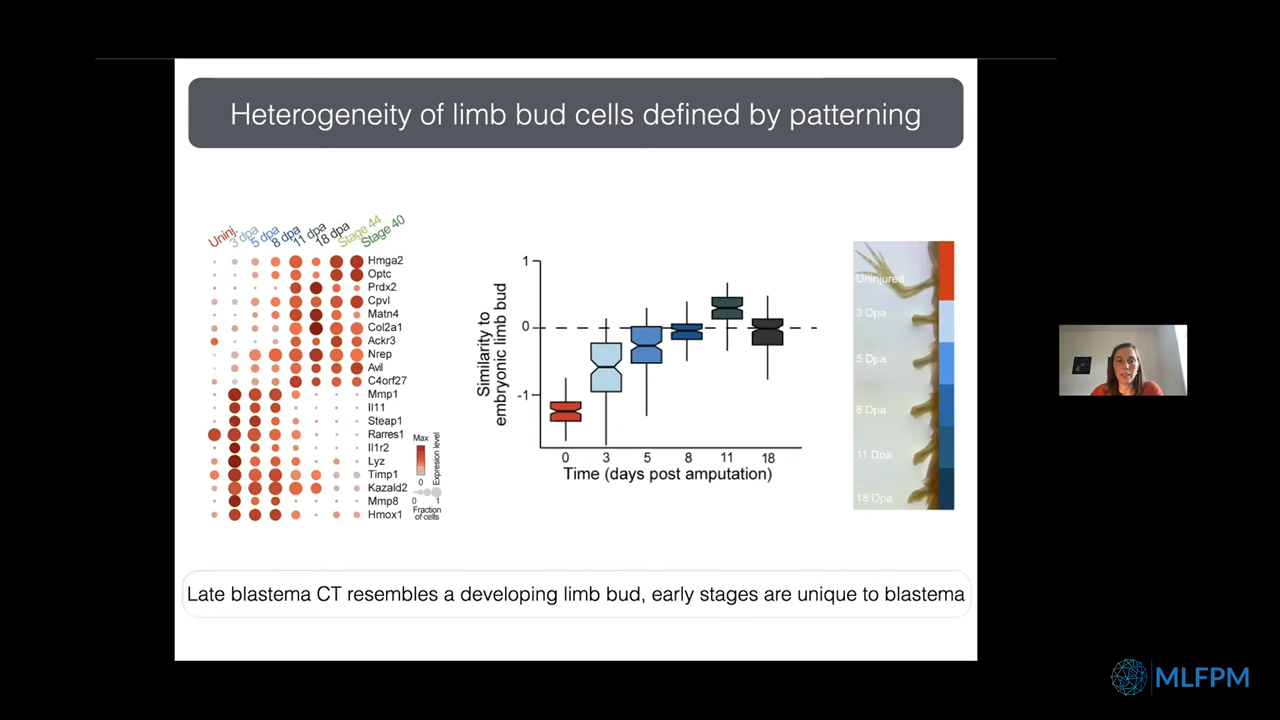 Heterogeneity of limb bud cells defined by patterning
Uninj.
3 dpa
5 dpa
8 dpa
11 dpa
18 dpa
Stage 44
Stage 40
Hmga2
Optc
Prdx2
Cpvl
Matn4
Col2a1
Ackr3
Nrep
Avil
C4orf27
Mmp1
Il11
Steap1
Rarres1
Il1r2
Lyz
Timp1
Kazald2
Mmp8
Hmox1
Max
0
Expresion level
0 1
Fraction
of cells
Similarity to
embryonic limb bud
1
0
-1
0 3 5 8 11 18
Time (days post amputation)
Uninjured
3 Dpa
5 Dpa
8 Dpa
11 Dpa
18 Dpa
Late blastema CT resembles a developing limb bud, early stages are unique to blastema
MLFPM